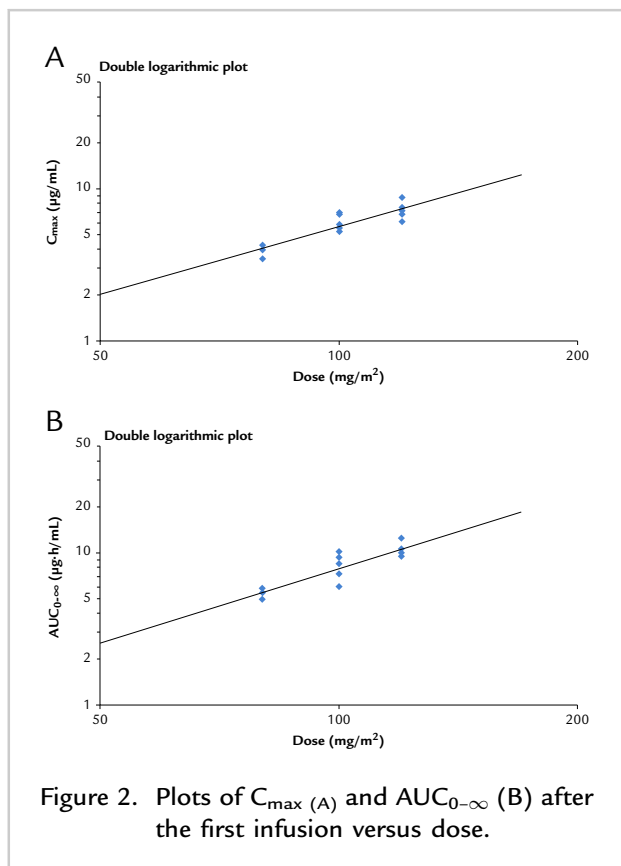 A
Double logarithmic plot
50
20
10
5
2
1
Cmax (µg/mL)
50 100 200
Dose (mg/m²)
B
Double logarithmic plot
50
20
10
5
2
1
AUC0–∞ (µg·h/mL)
50 100 200
Dose (mg/m²)
Figure 2. Plots of Cmax (A) and AUC0–∞ (B) after
the first infusion versus dose.